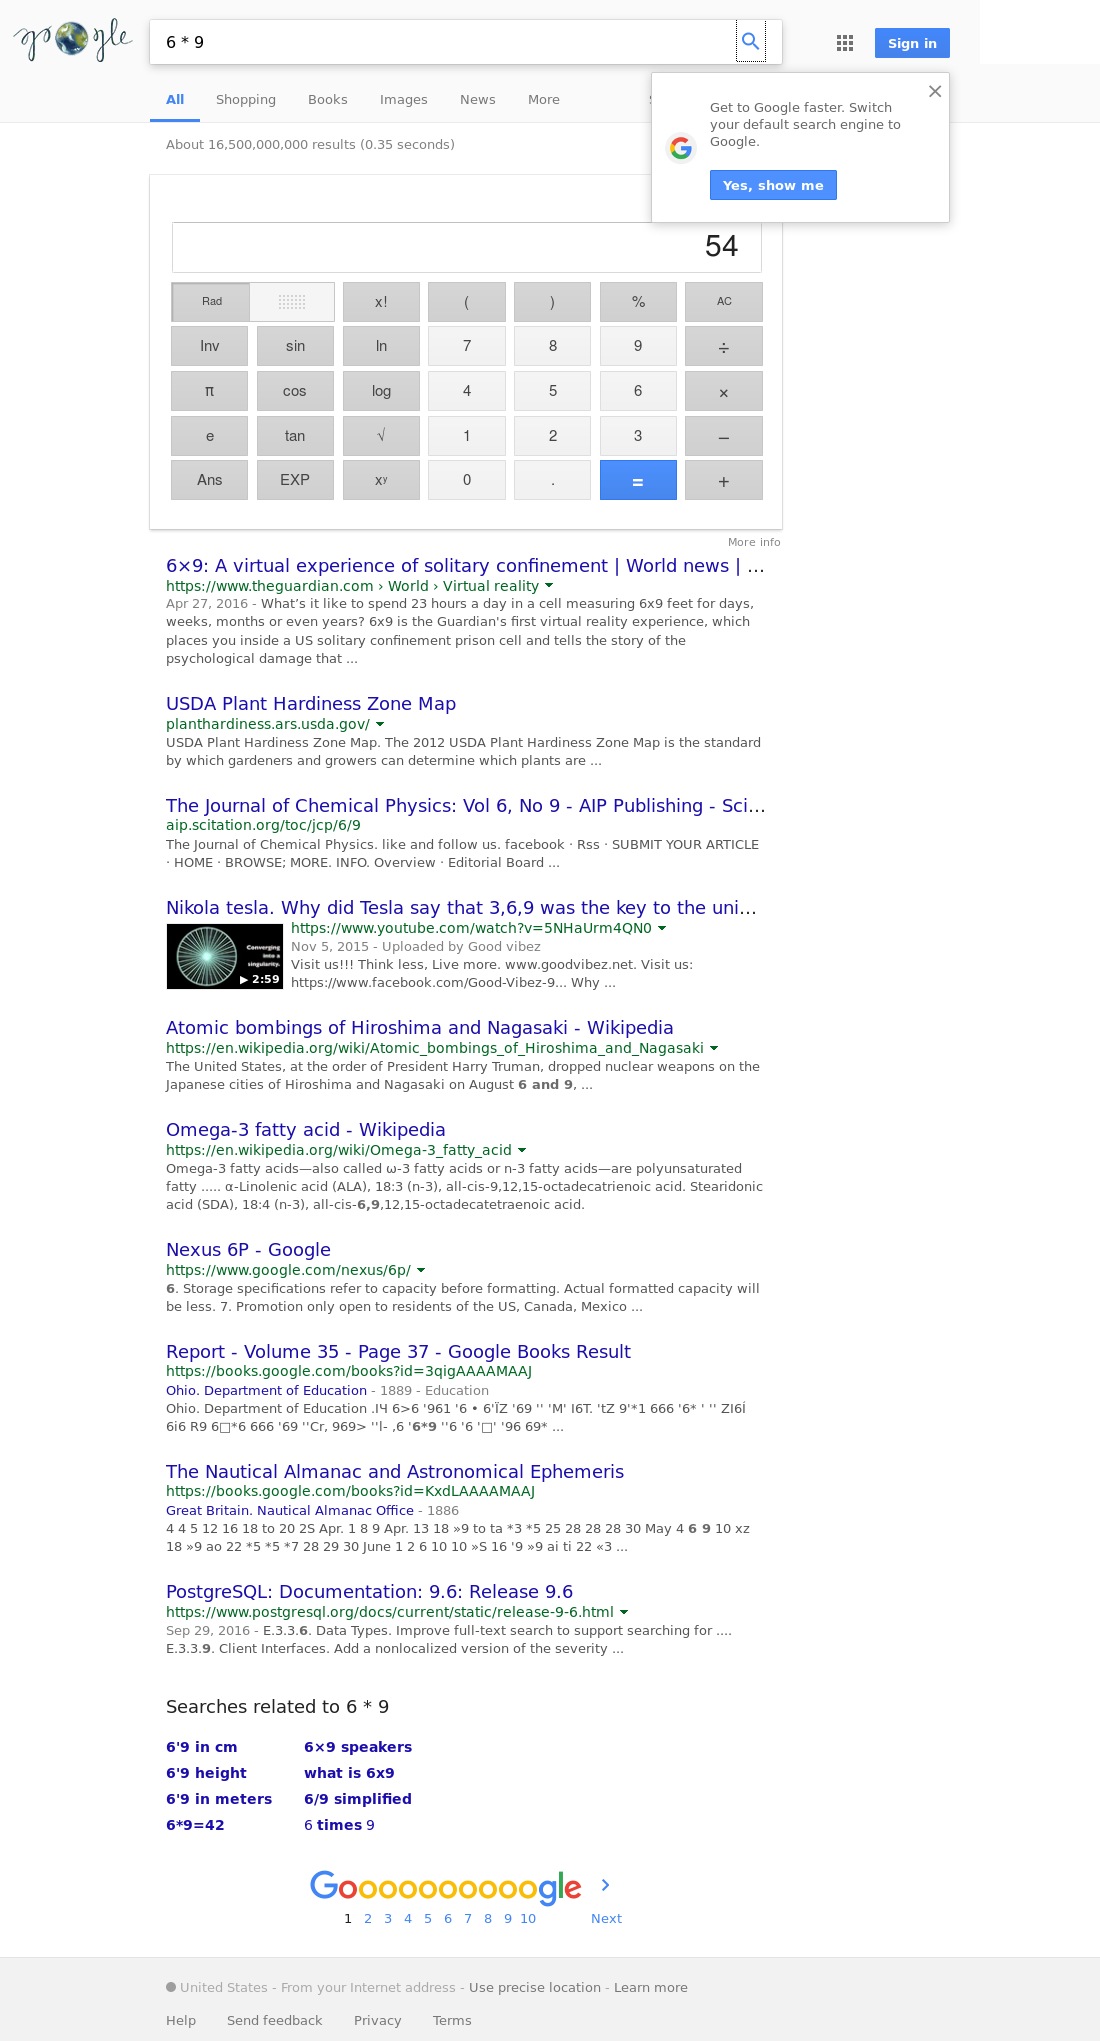 google
6 * 9
Sign in
All Shopping Books Images News More
Get to Google faster. Switch
your default search engine to
Google.
Yes, show me
About 16,500,000,000 results (0.35 seconds)
54
Rad x! ( ) % AC
Inv sin ln 7 8 9 ÷
π cos log 4 5 6 ×
e tan √ 1 2 3 −
Ans EXP xʸ 0 . = +
More info
6×9: A virtual experience of solitary confinement | World news | ...
https://www.theguardian.com › World › Virtual reality
Apr 27, 2016 - What’s it like to spend 23 hours a day in a cell measuring 6x9 feet for days,
weeks, months or even years? 6x9 is the Guardian's first virtual reality experience, which
places you inside a US solitary confinement prison cell and tells the story of the
psychological damage that ...
USDA Plant Hardiness Zone Map
planthardiness.ars.usda.gov/
USDA Plant Hardiness Zone Map. The 2012 USDA Plant Hardiness Zone Map is the standard
by which gardeners and growers can determine which plants are ...
The Journal of Chemical Physics: Vol 6, No 9 - AIP Publishing - Sci...
aip.scitation.org/toc/jcp/6/9
The Journal of Chemical Physics. like and follow us. facebook · Rss · SUBMIT YOUR ARTICLE
· HOME · BROWSE; MORE. INFO. Overview · Editorial Board ...
Nikola tesla. Why did Tesla say that 3,6,9 was the key to the uni...
Converging
into a
singularity.
▶ 2:59
https://www.youtube.com/watch?v=5NHaUrm4QN0
Nov 5, 2015 - Uploaded by Good vibez
Visit us!!! Think less, Live more. www.goodvibez.net. Visit us:
https://www.facebook.com/Good-Vibez-9... Why ...
Atomic bombings of Hiroshima and Nagasaki - Wikipedia
https://en.wikipedia.org/wiki/Atomic_bombings_of_Hiroshima_and_Nagasaki
The United States, at the order of President Harry Truman, dropped nuclear weapons on the
Japanese cities of Hiroshima and Nagasaki on August 6 and 9, ...
Omega-3 fatty acid - Wikipedia
https://en.wikipedia.org/wiki/Omega-3_fatty_acid
Omega-3 fatty acids—also called ω-3 fatty acids or n-3 fatty acids—are polyunsaturated
fatty ..... α-Linolenic acid (ALA), 18:3 (n-3), all-cis-9,12,15-octadecatrienoic acid. Stearidonic
acid (SDA), 18:4 (n-3), all-cis-6,9,12,15-octadecatetraenoic acid.
Nexus 6P - Google
https://www.google.com/nexus/6p/
6. Storage specifications refer to capacity before formatting. Actual formatted capacity will
be less. 7. Promotion only open to residents of the US, Canada, Mexico ...
Report - Volume 35 - Page 37 - Google Books Result
https://books.google.com/books?id=3qigAAAAMAAJ
Ohio. Department of Education - 1889 - Education
Ohio. Department of Education .IЧ 6>6 '961 '6 • 6'ÏZ '69 '' 'M' I6T. 'tZ 9'*1 666 '6* ' '' ZI6Í
6i6 R9 6□*6 666 '69 ''Cr, 969> ''l- ,6 '6*9 ''6 '6 '□' '96 69* ...
The Nautical Almanac and Astronomical Ephemeris
https://books.google.com/books?id=KxdLAAAAMAAJ
Great Britain. Nautical Almanac Office - 1886
4 4 5 12 16 18 to 20 2S Apr. 1 8 9 Apr. 13 18 »9 to ta *3 *5 25 28 28 28 30 May 4 6 9 10 xz
18 »9 ao 22 *5 *5 *7 28 29 30 June 1 2 6 10 10 »S 16 '9 »9 ai ti 22 «3 ...
PostgreSQL: Documentation: 9.6: Release 9.6
https://www.postgresql.org/docs/current/static/release-9-6.html
Sep 29, 2016 - E.3.3.6. Data Types. Improve full-text search to support searching for ....
E.3.3.9. Client Interfaces. Add a nonlocalized version of the severity ...
Searches related to 6 * 9
6'9 in cm 6×9 speakers
6'9 height what is 6x9
6'9 in meters 6/9 simplified
6*9=42 6 times 9
Goooooooooogle
1 2 3 4 5 6 7 8 9 10 Next
United States - From your Internet address - Use precise location - Learn more
Help Send feedback Privacy Terms